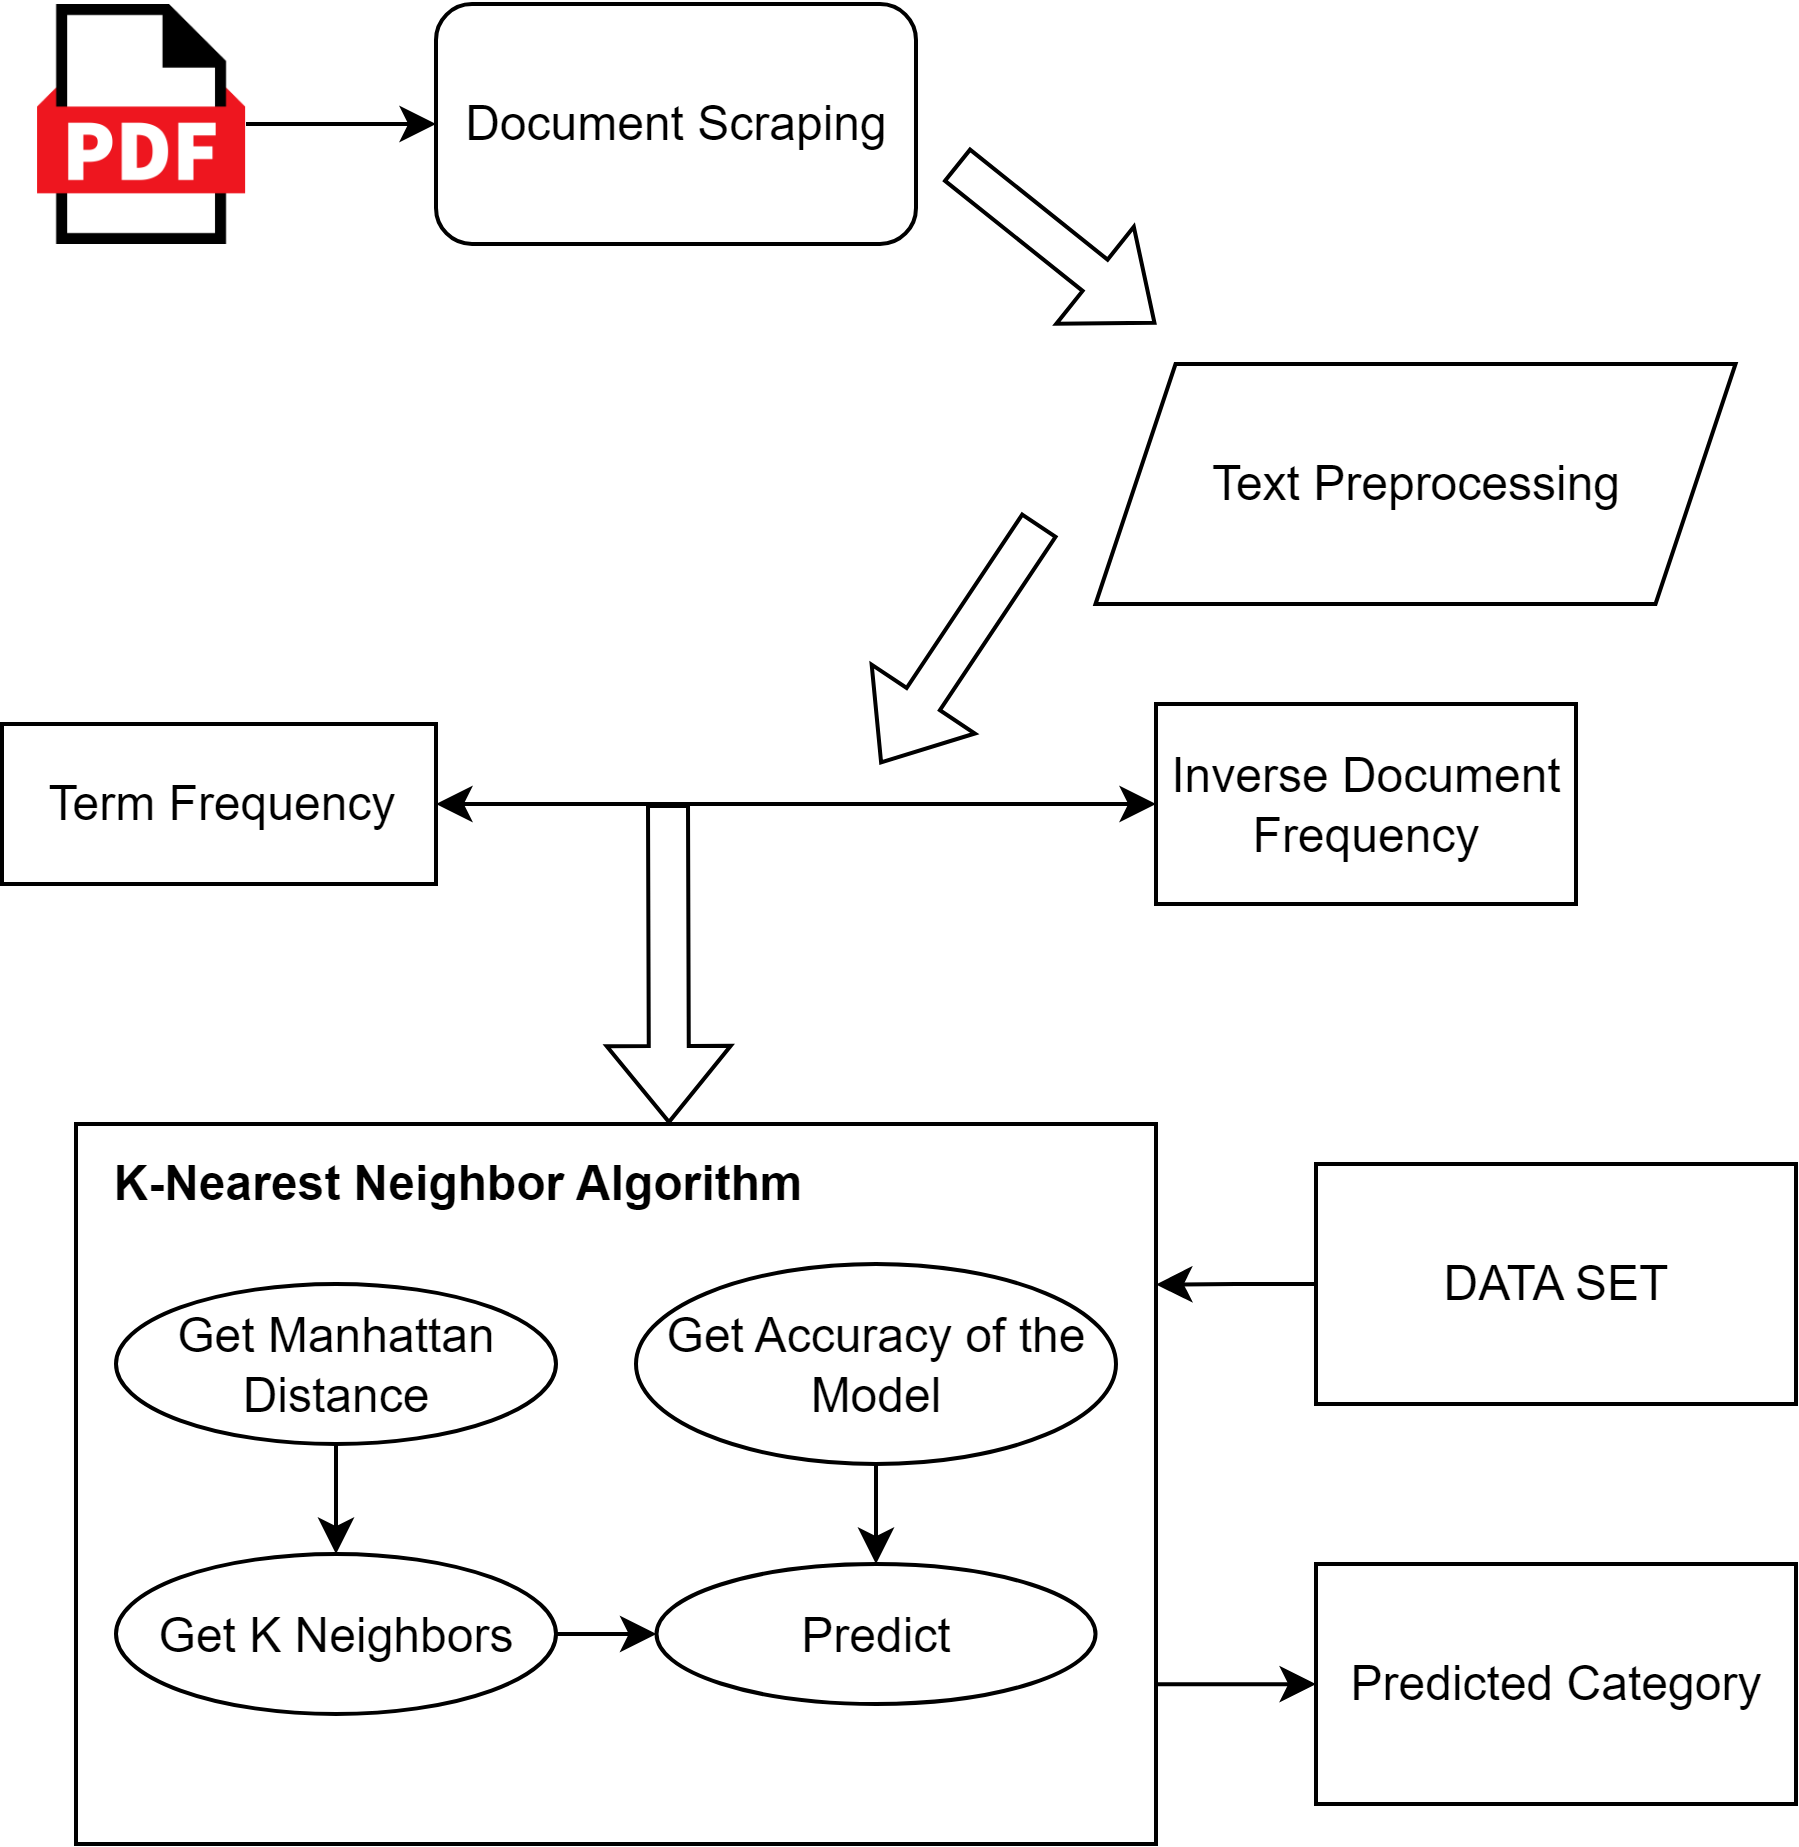 PDF
Document Scraping
Text Preprocessing
Term Frequency
Inverse Document
Frequency
K-Nearest Neighbor Algorithm
Get Manhattan
Distance
Get Accuracy of the
Model
DATA SET
Get K Neighbors
Predict
Predicted Category